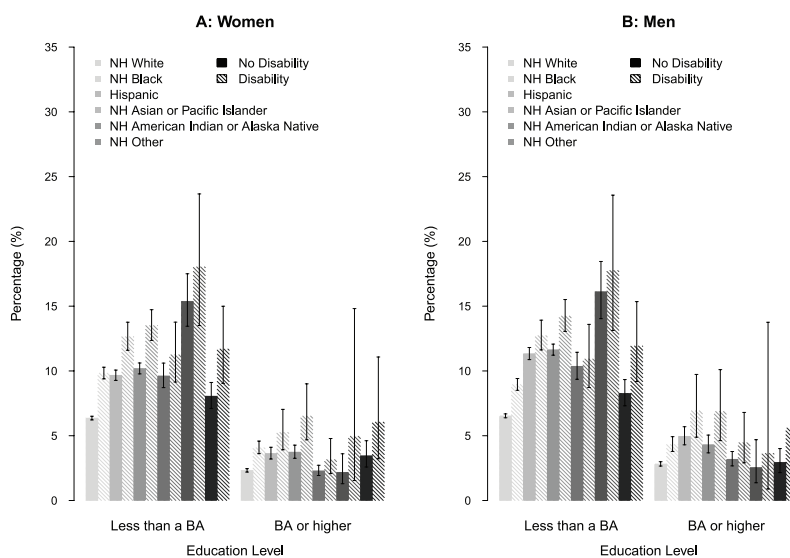 A: Women
35
30
25
20
15
10
5
0
Percentage (%)
NH White
NH Black
Hispanic
NH Asian or Pacific Islander
NH American Indian or Alaska Native
NH Other
No Disability
Disability
Less than a BA
BA or higher
Education Level
B: Men
35
30
25
20
15
10
5
0
Percentage (%)
NH White
NH Black
Hispanic
NH Asian or Pacific Islander
NH American Indian or Alaska Native
NH Other
No Disability
Disability
Less than a BA
BA or higher
Education Level